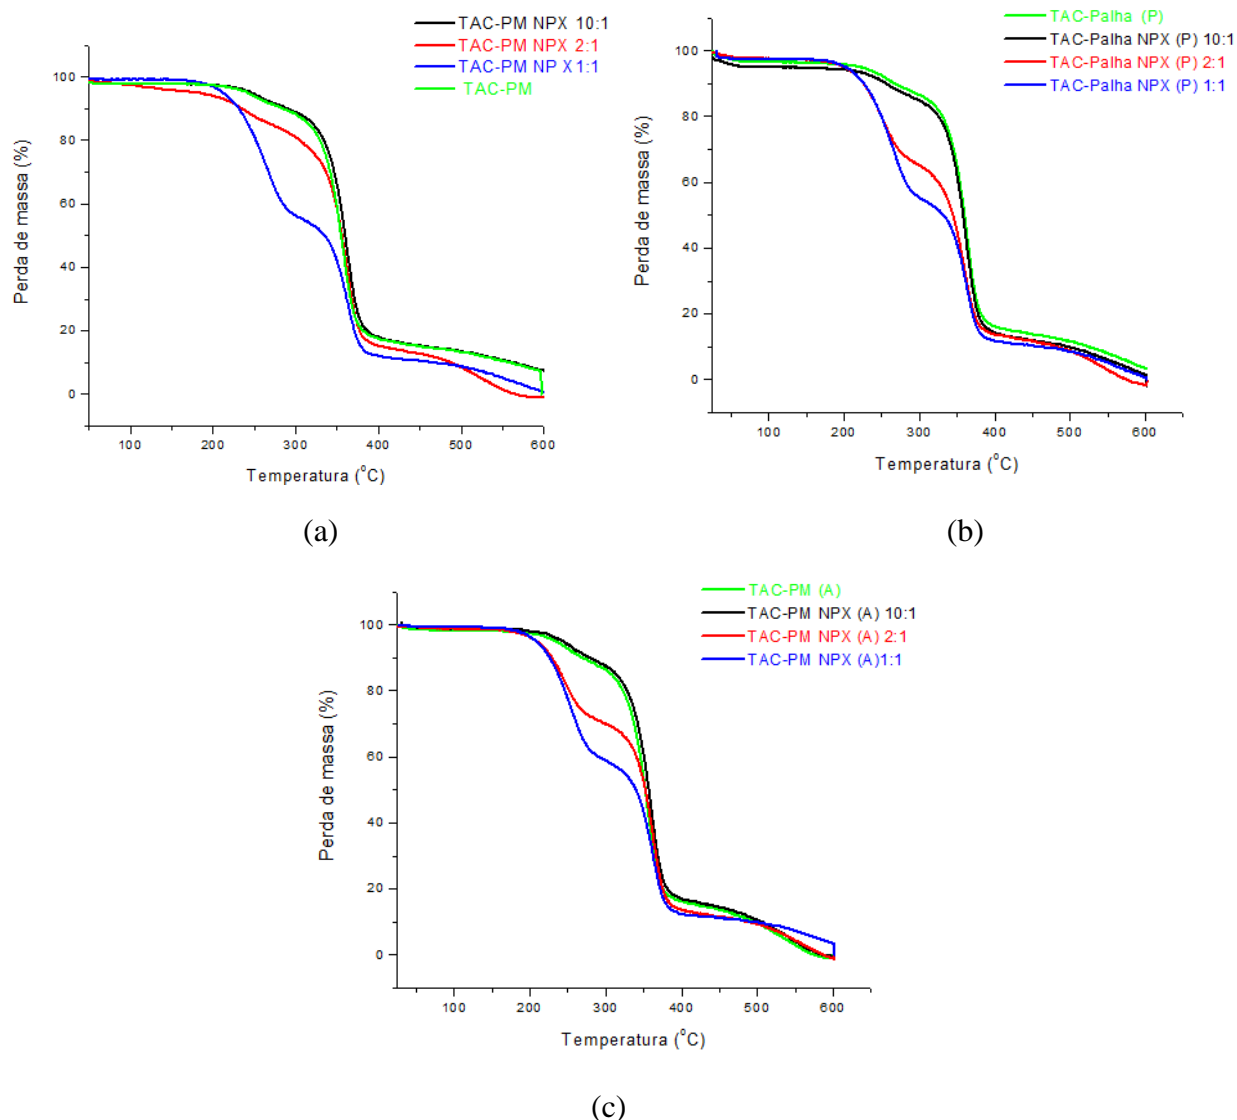 TAC-PM NPX 10:1
TAC-PM NPX 2:1
TAC-PM NP X1:1
TAC-PM
Perda de massa (%)
100
80
60
40
20
0
100 200 300 400 500 600
Temperatura (°C)
(a)
TAC-Palha (P)
TAC-Palha NPX (P) 10:1
TAC-Palha NPX (P) 2:1
TAC-Palha NPX (P) 1:1
Perda de massa (%)
100
80
60
40
20
0
100 200 300 400 500 600
Temperatura (°C)
(b)
TAC-PM (A)
TAC-PM NPX (A) 10:1
TAC-PM NPX (A) 2:1
TAC-PM NPX (A)1:1
Perda de massa (%)
100
80
60
40
20
0
100 200 300 400 500 600
Temperatura (°C)
(c)